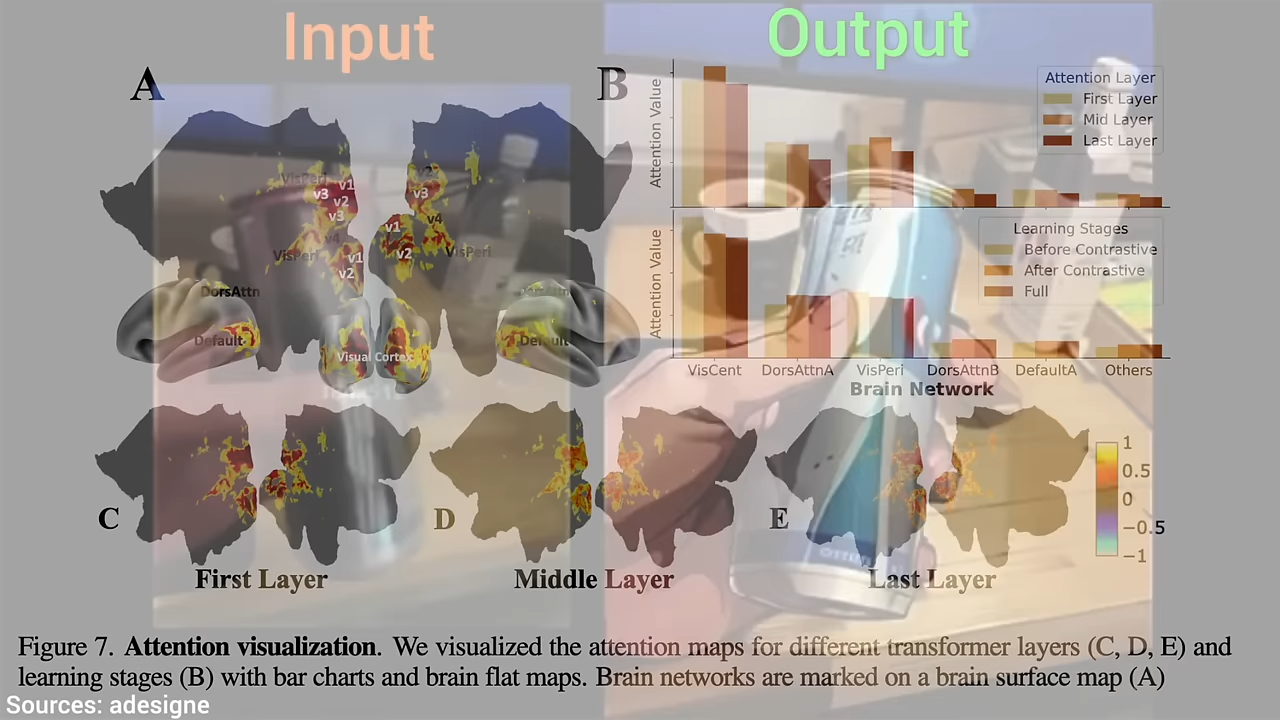 Input
Output
A
B
Attention Value
Attention Layer
First Layer
Mid Layer
Last Layer
VisPeri
v1
v3
v2
v3
v4
VisPeri
v1
v2
v2
v3
v4
v1
v2
VisPeri
DorsAttn
Default
Visual Cortex
DorsAttn
Default
Attention Value
Learning Stages
Before Contrastive
After Contrastive
Full
VisCent DorsAttnA VisPeri DorsAttnB DefaultA Others
Brain Network
C
D
E
1
0.5
0
−0.5
−1
First Layer
Middle Layer
Last Layer
Figure 7. Attention visualization. We visualized the attention maps for different transformer layers (C, D, E) and
learning stages (B) with bar charts and brain flat maps. Brain networks are marked on a brain surface map (A)
Sources: adesigne